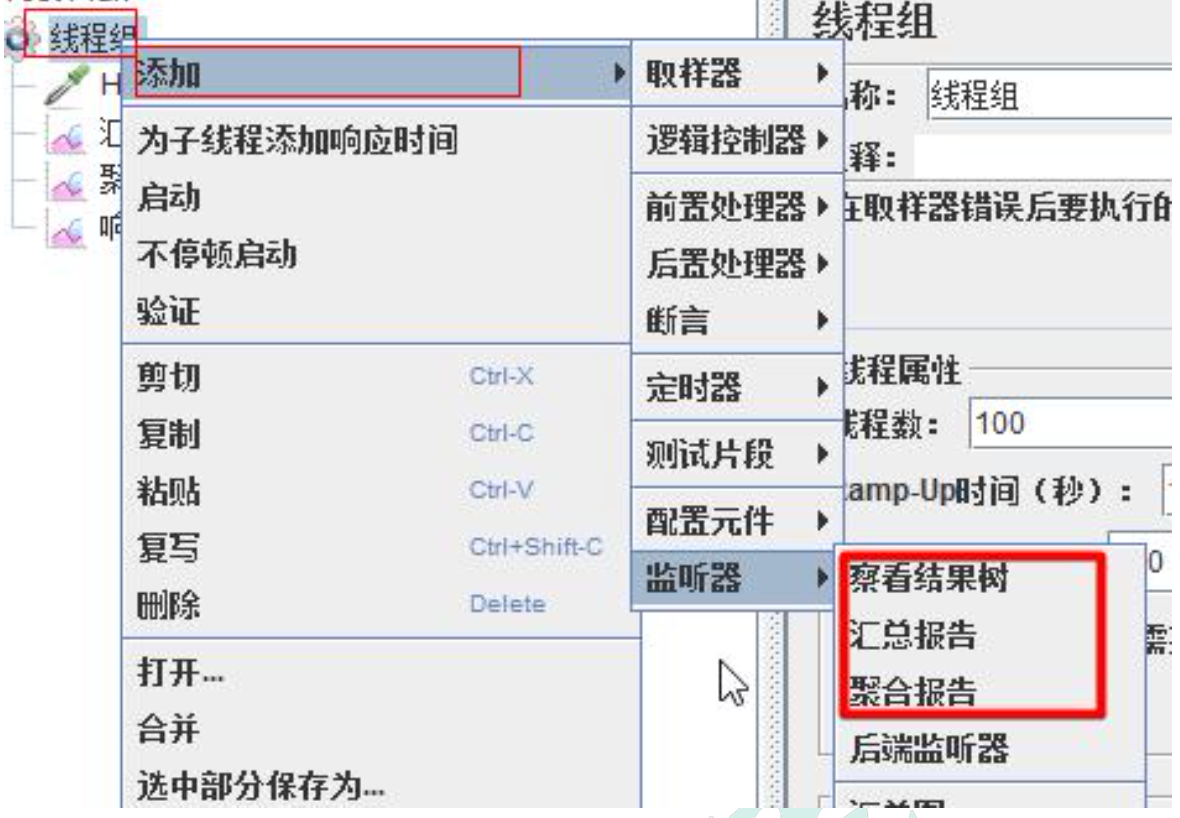 线程组
线程组
添加
取样器
称：
线程组
为子线程添加响应时间
逻辑控制器
释：
启动
前置处理器
在取样器错误后要执行的
不停顿启动
后置处理器
验证
断言
剪切 Ctrl-X
定时器
线程属性
复制 Ctrl-C
线程数：
100
粘贴 Ctrl-V
测试片段
amp-Up时间（秒）：
复写 Ctrl+Shift-C
配置元件
监听器
察看结果树
删除 Delete
汇总报告
打开...
聚合报告
合并
后端监听器
选中部分保存为...